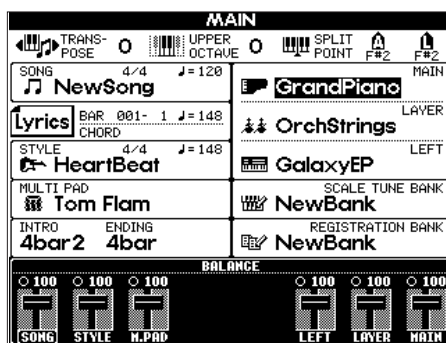 MAIN
TRANS-
POSE 0
UPPER
OCTAVE 0
SPLIT
POINT
A
F#2
L
F#2
SONG 4/4 ♩=120
NewSong
Lyrics
BAR 001- 1 ♩=148
CHORD
STYLE 4/4 ♩=148
HeartBeat
MULTI PAD
Tom Flam
INTRO ENDING
4bar2 4bar
MAIN
GrandPiano
LAYER
OrchStrings
LEFT
GalaxyEP
SCALE TUNE BANK
NewBank
REGISTRATION BANK
NewBank
BALANCE
100 100 100 100 100 100
SONG STYLE M.PAD LEFT LAYER MAIN